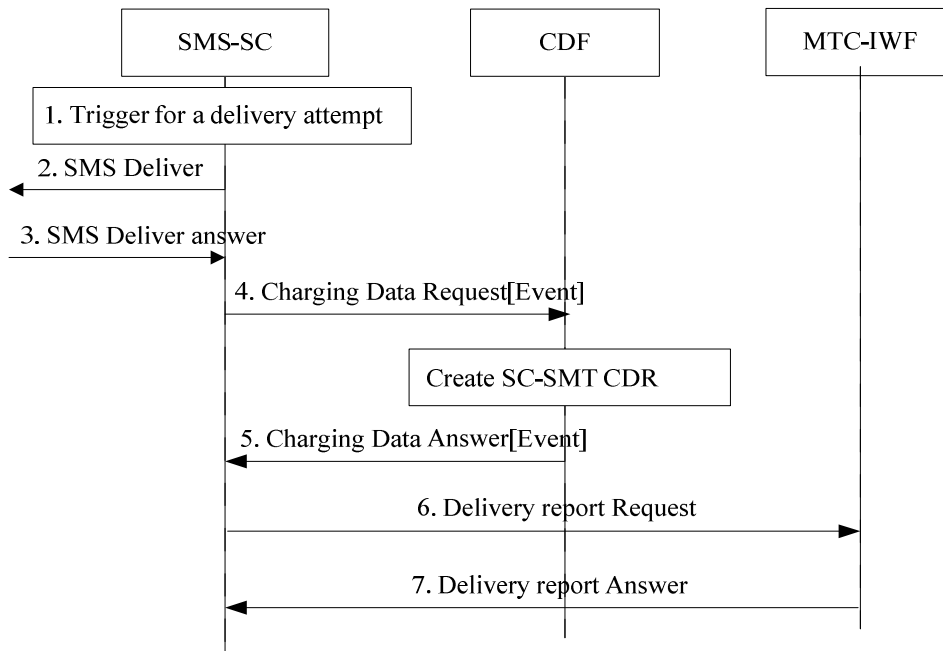 SMS-SC
CDF
MTC-IWF
1. Trigger for a delivery attempt
2. SMS Deliver
3. SMS Deliver answer
4. Charging Data Request[Event]
Create SC-SMT CDR
5. Charging Data Answer[Event]
6. Delivery report Request
7. Delivery report Answer